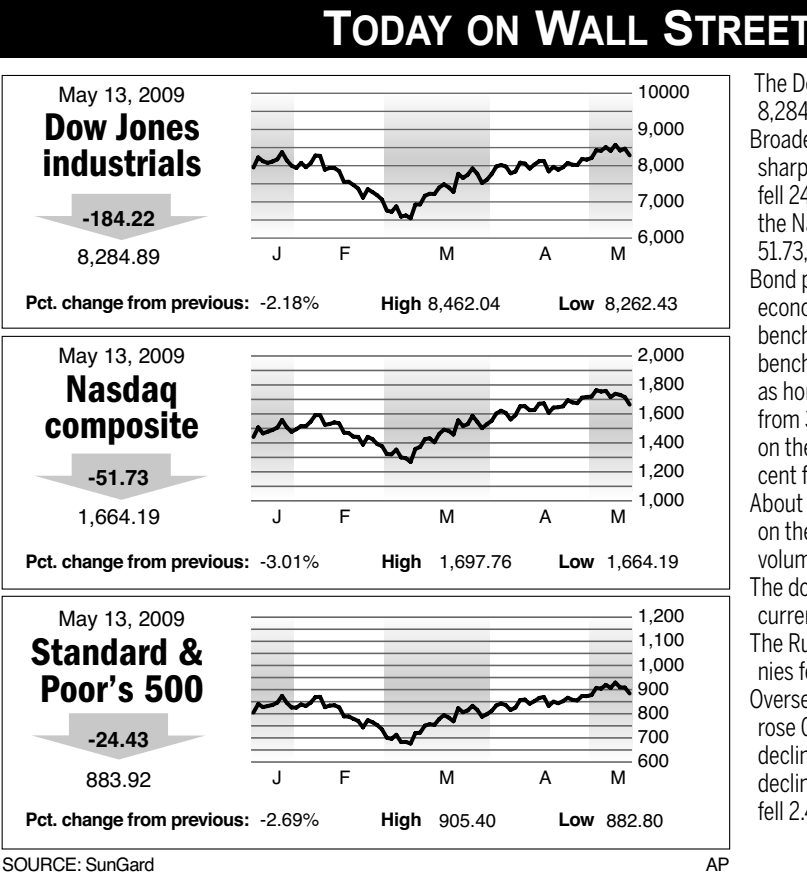 TODAY ON WALL STREET
May 13, 2009
Dow Jones
industrials
-184.22
8,284.89
10000
9,000
8,000
7,000
6,000
J F M A M
Pct. change from previous: -2.18% High 8,462.04 Low 8,262.43
May 13, 2009
Nasdaq
composite
-51.73
1,664.19
2,000
1,800
1,600
1,400
1,200
1,000
J F M A M
Pct. change from previous: -3.01% High 1,697.76 Low 1,664.19
May 13, 2009
Standard &
Poor's 500
-24.43
883.92
1,200
1,100
1,000
900
800
700
600
J F M A M
Pct. change from previous: -2.69% High 905.40 Low 882.80
SOURCE: SunGard AP
The D
8,284
Broade
sharp
fell 24
the Na
51.73,
Bond p
econo
bench
bench
as hor
from
on the
cent f
About
on the
volum
The do
curre
The Ru
nies f
Overse
rose
declin
declin
fell 2.4